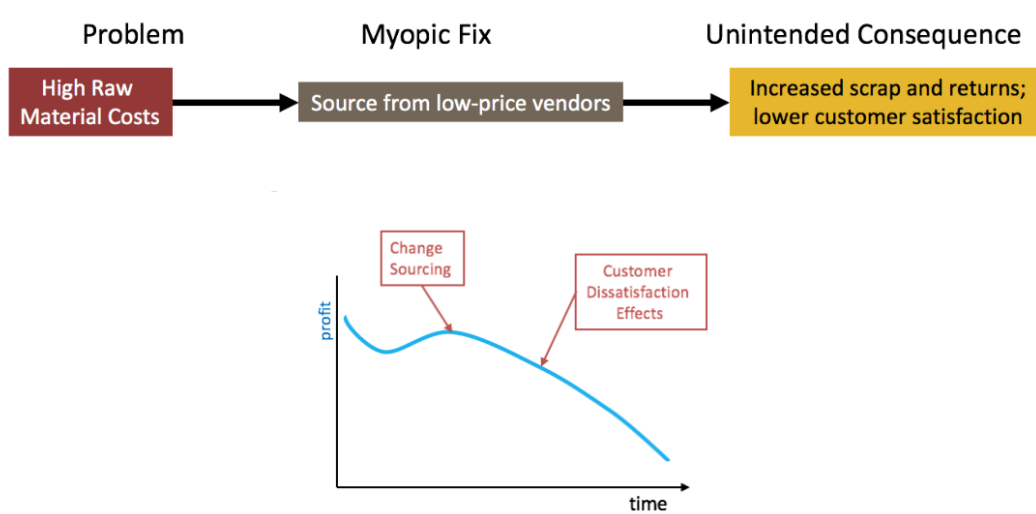 Problem
Myopic Fix
Unintended Consequence
High Raw
Material Costs
Source from low-price vendors
Increased scrap and returns;
lower customer satisfaction
Change
Sourcing
Customer
Dissatisfaction
Effects
profit
time